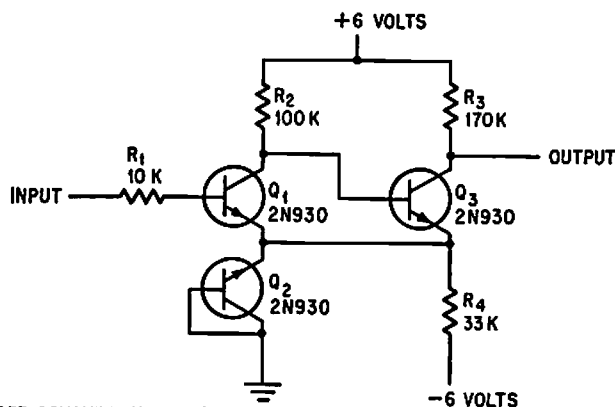 +6 VOLTS
R2
100K
R3
170K
R1
10 K
OUTPUT
INPUT
Q1
2N930
Q3
2N930
Q2
2N930
R4
33K
-6 VOLTS